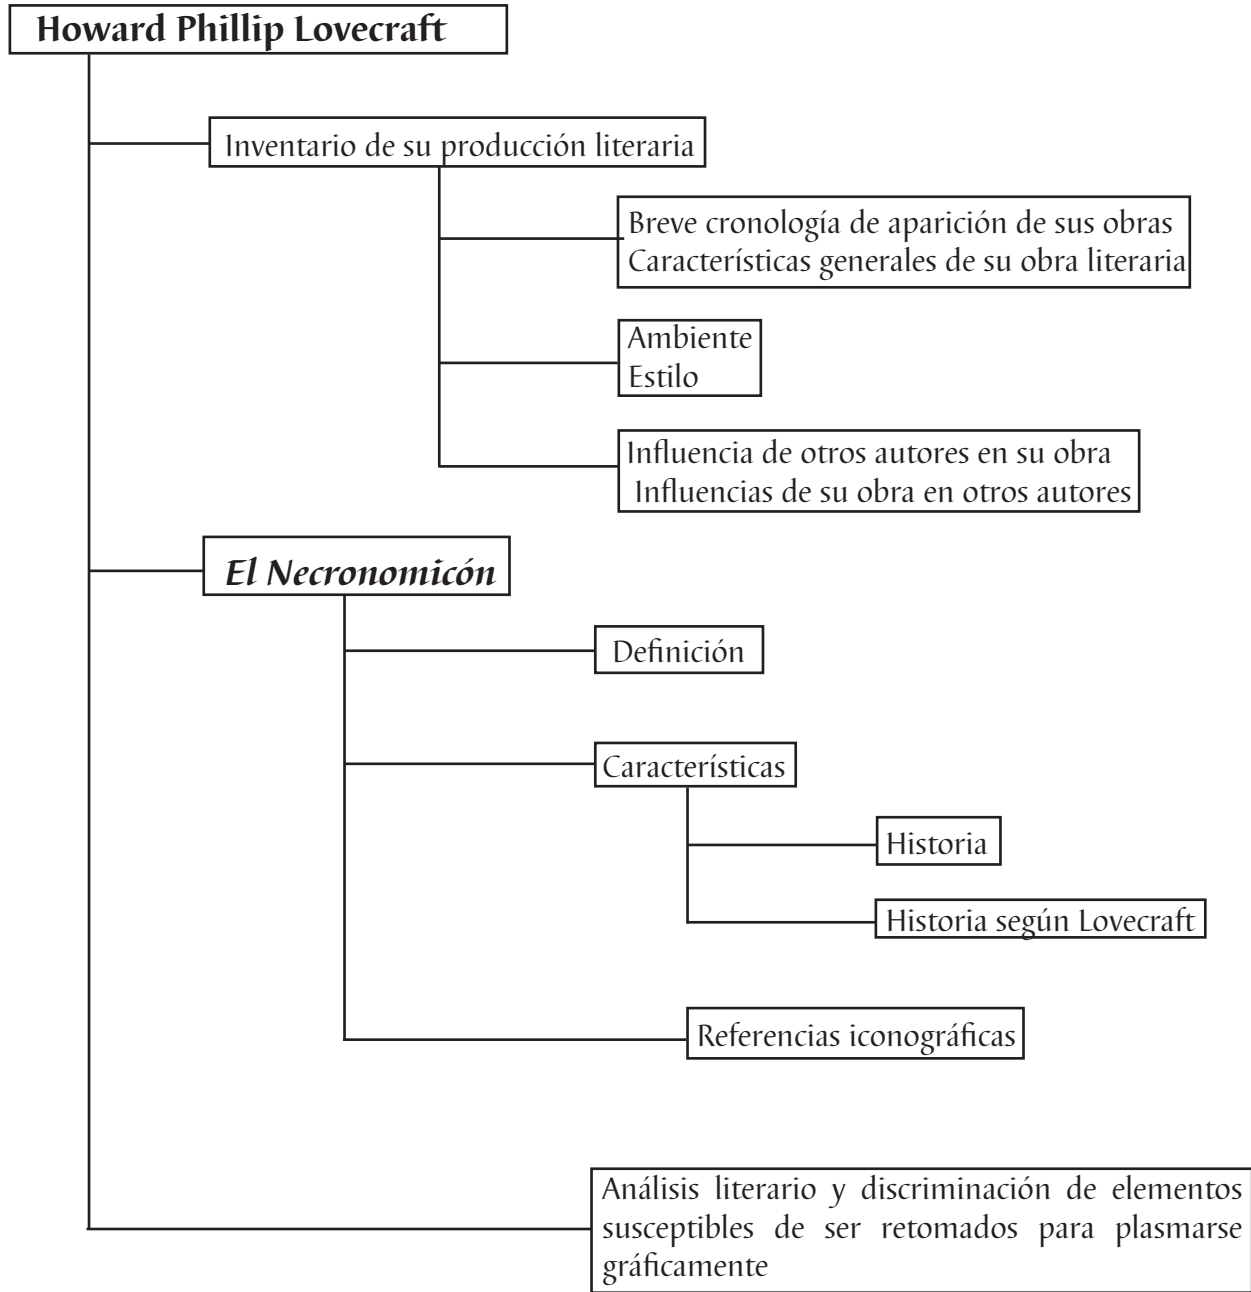 Howard Phillip Lovecraft
Inventario de su producción literaria
Breve cronología de aparición de sus obras
Características generales de su obra literaria
Ambiente
Estilo
Influencia de otros autores en su obra
Influencias de su obra en otros autores
El Necronomicón
Definición
Características
Historia
Historia según Lovecraft
Referencias iconográficas
Análisis literario y discriminación de elementos
susceptibles de ser retomados para plasmarse
gráficamente